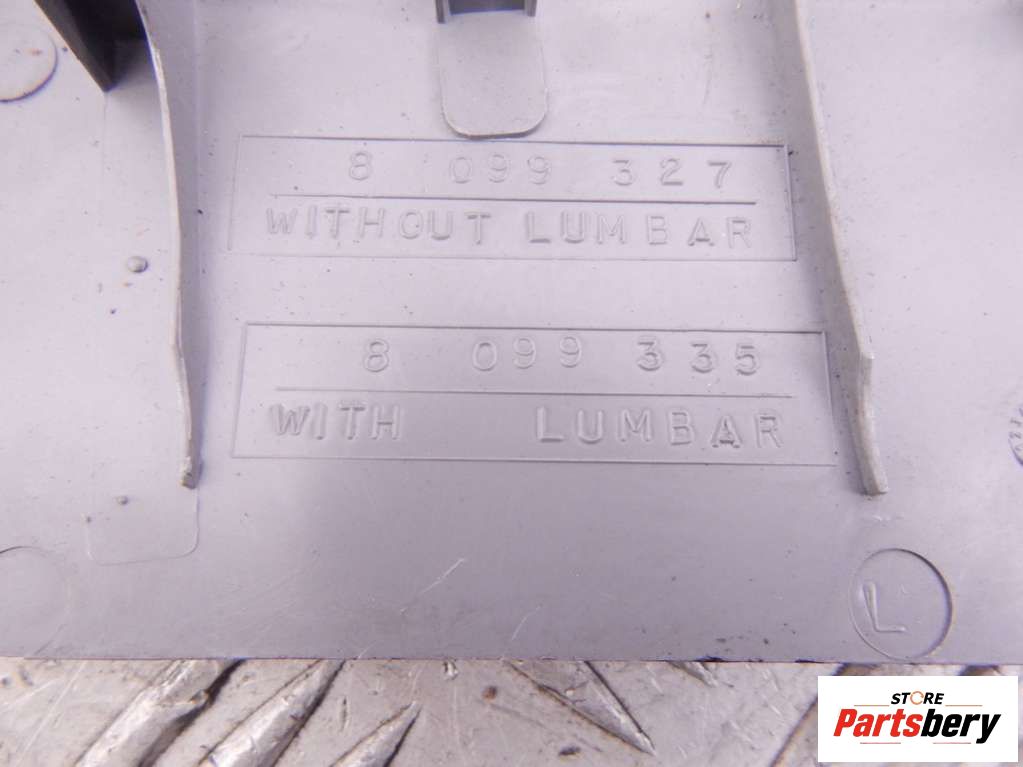 8 099 327
WITHOUT LUMBAR
8 099 335
WITH LUMBAR
L
STORE
Partsbery